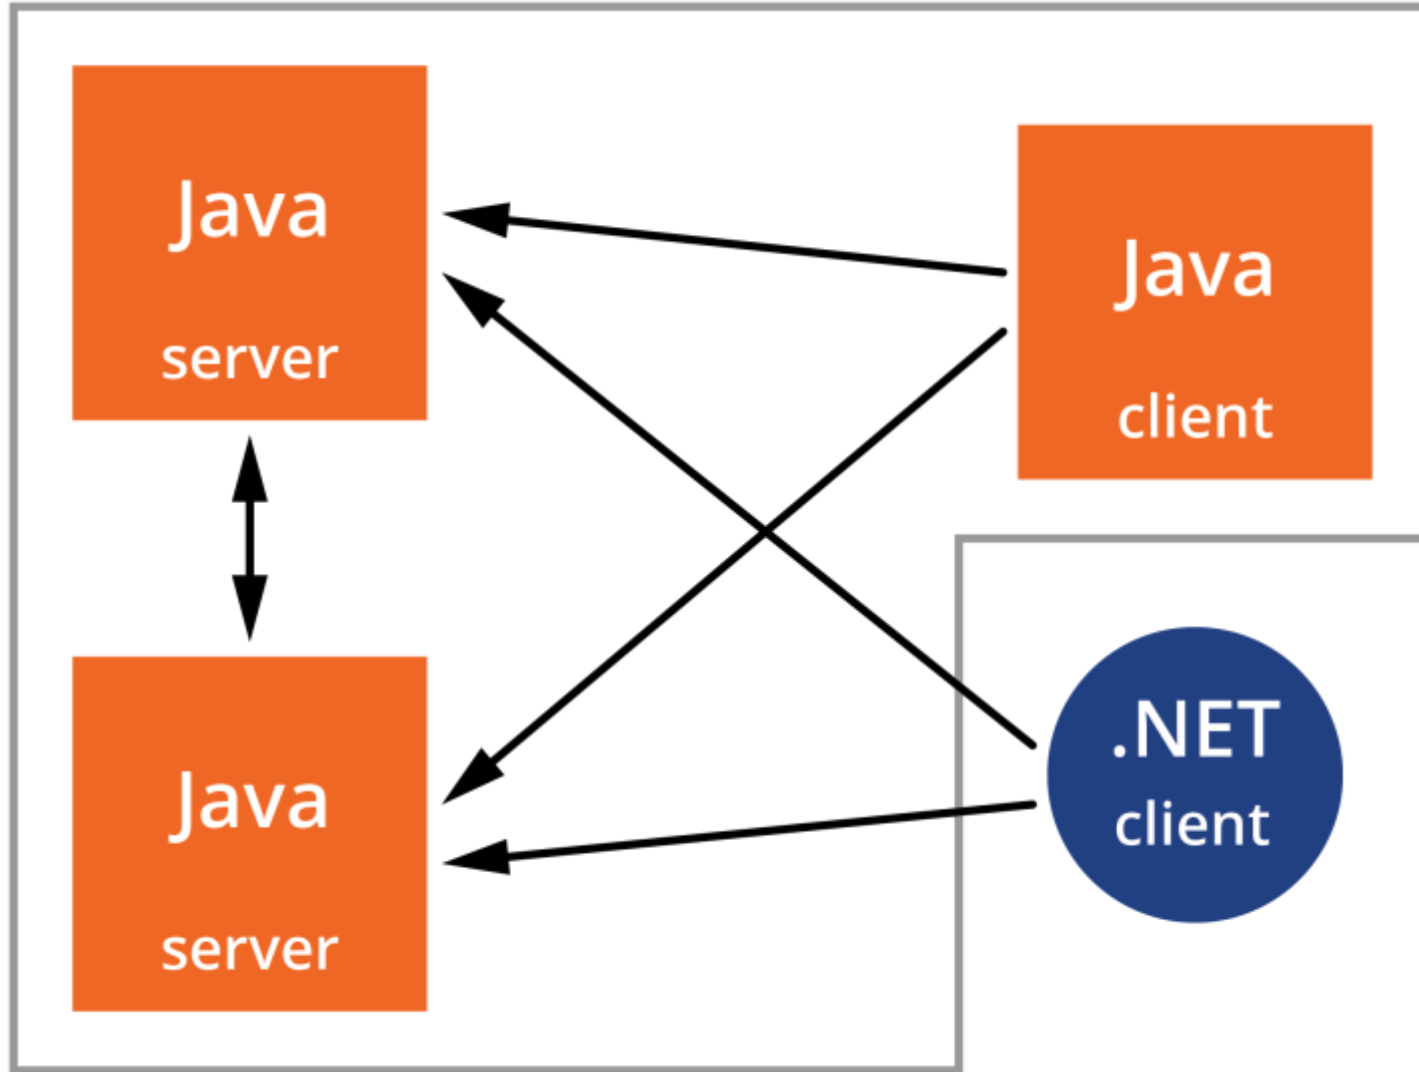 Java
server
Java
client
.NET
client
Java
server